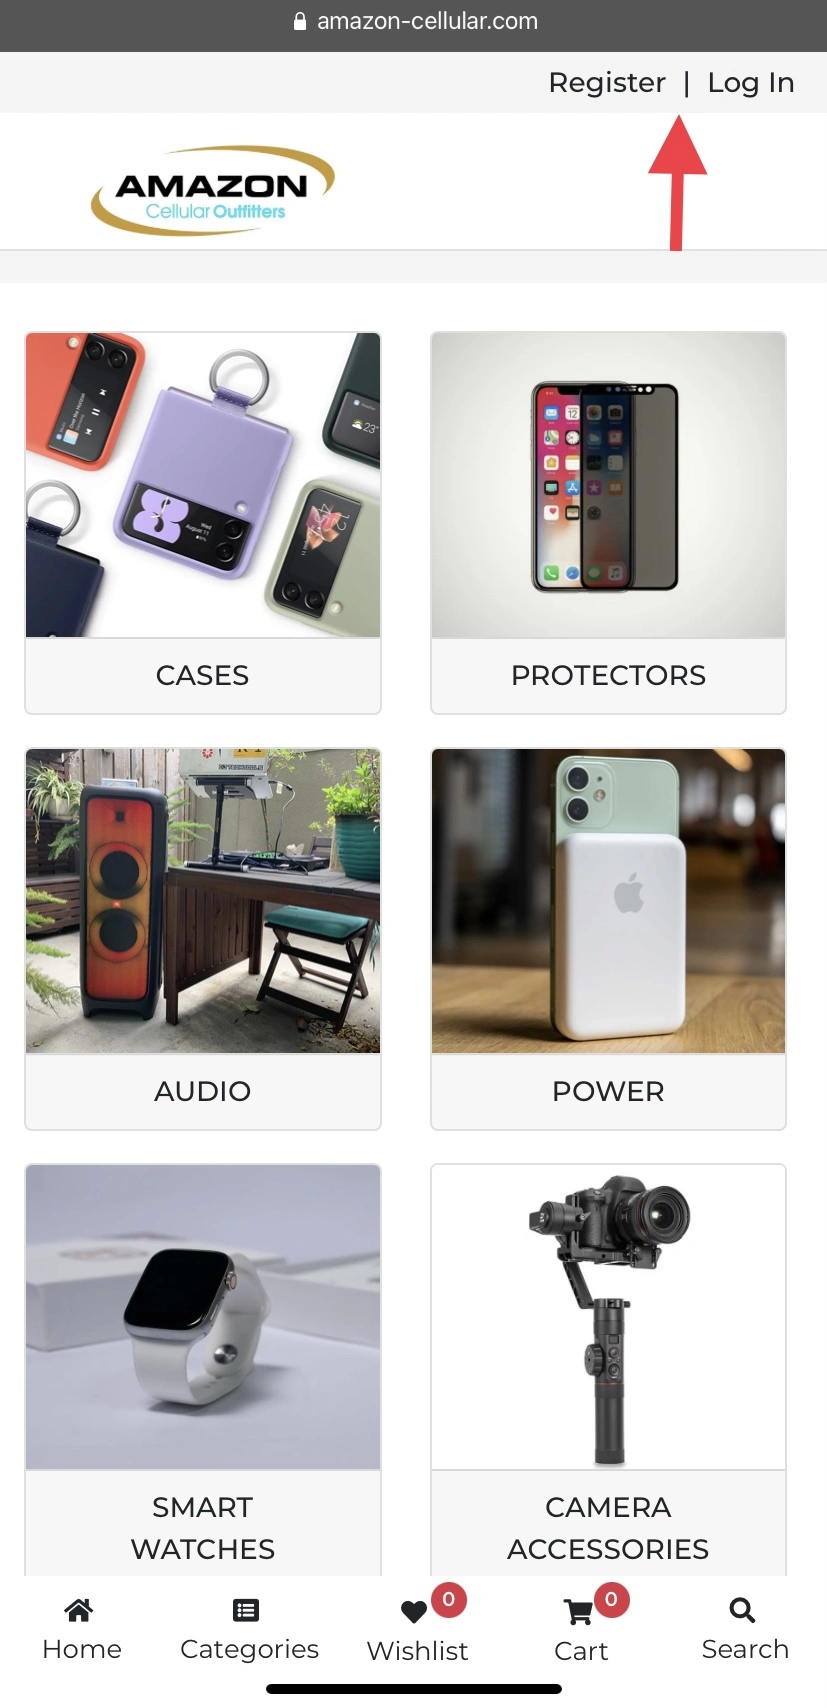 amazon-cellular.com
Register | Log In
AMAZON
Cellular Outfitters
CASES
PROTECTORS
AUDIO
POWER
SMART
WATCHES
CAMERA
ACCESSORIES
0
0
Home
Categories
Wishlist
Cart
Search